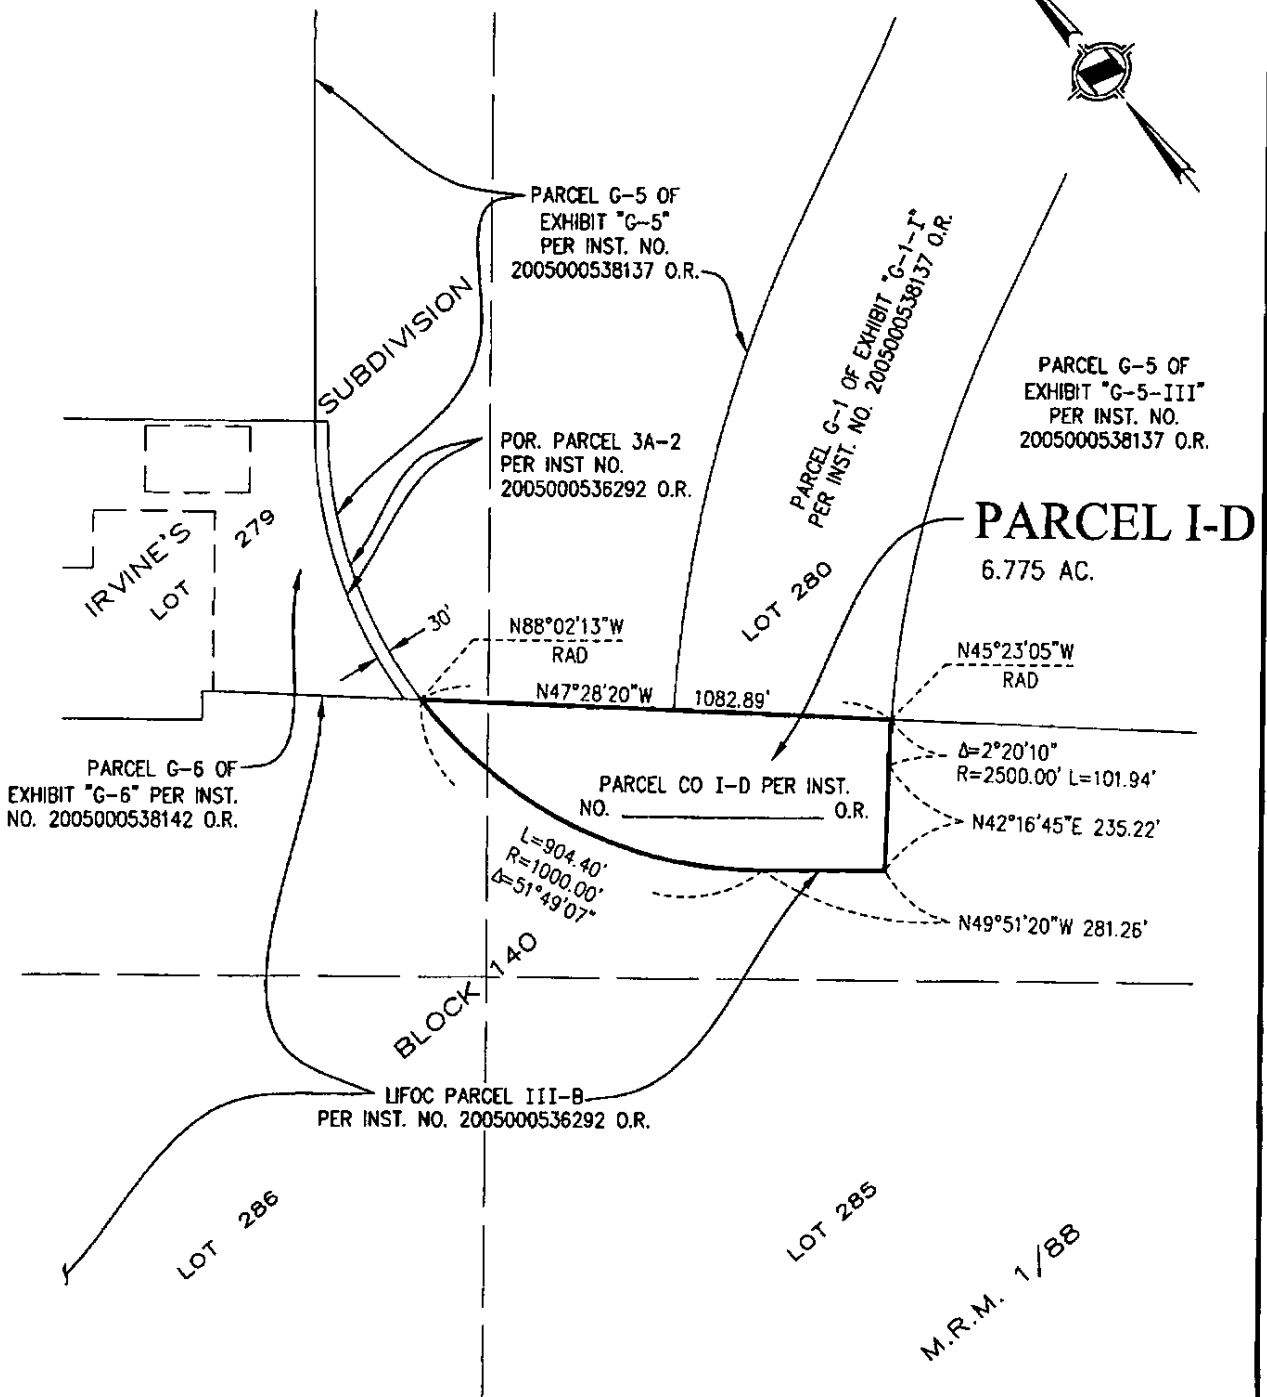 PARCEL G-5 OF
EXHIBIT "G-5"
PER INST. NO.
2005000538137 O.R.
SUBDIVISION
PARCEL G-1 OF EXHIBIT "G-1-I"
PER INST. NO. 2005000538137 O.R.
PARCEL G-5 OF
EXHIBIT "G-5-III"
PER INST. NO.
2005000538137 O.R.
POR. PARCEL 3A-2
PER INST NO.
2005000536292 O.R.
PARCEL I-D
6.775 AC.
IRVINE'S
LOT 279
LOT 280
30'
N88°02'13"W
RAD
N45°23'05"W
RAD
N47°28'20"W 1082.89'
Δ=2°20'10"
R=2500.00' L=101.94'
PARCEL G-6 OF
EXHIBIT "G-6" PER INST.
NO. 2005000538142 O.R.
PARCEL CO I-D PER INST.
NO. ____________ O.R.
N42°16'45"E 235.22'
L=904.40'
R=1000.00'
Δ=51°49'07"
N49°51'20"W 281.26'
BLOCK 140
LIFOC PARCEL III-B
PER INST. NO. 2005000536292 O.R.
LOT 286
LOT 285
M.R.M. 1/88